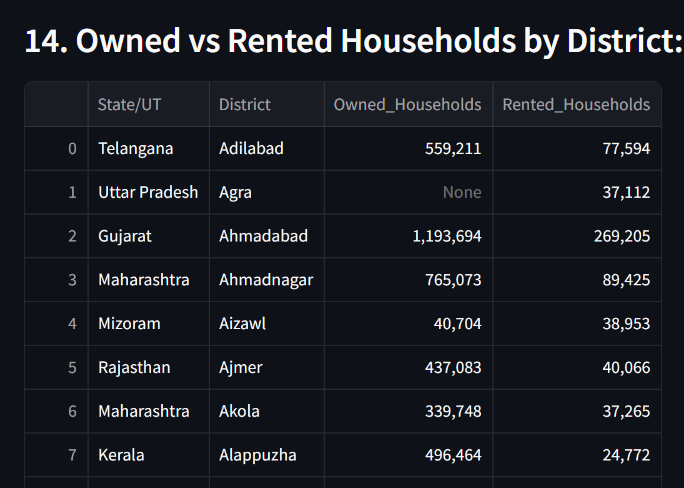 14. Owned vs Rented Households by District:
State/UT District Owned_Households Rented_Households
0 Telangana Adilabad 559,211 77,594
1 Uttar Pradesh Agra None 37,112
2 Gujarat Ahmadabad 1,193,694 269,205
3 Maharashtra Ahmadnagar 765,073 89,425
4 Mizoram Aizawl 40,704 38,953
5 Rajasthan Ajmer 437,083 40,066
6 Maharashtra Akola 339,748 37,265
7 Kerala Alappuzha 496,464 24,772